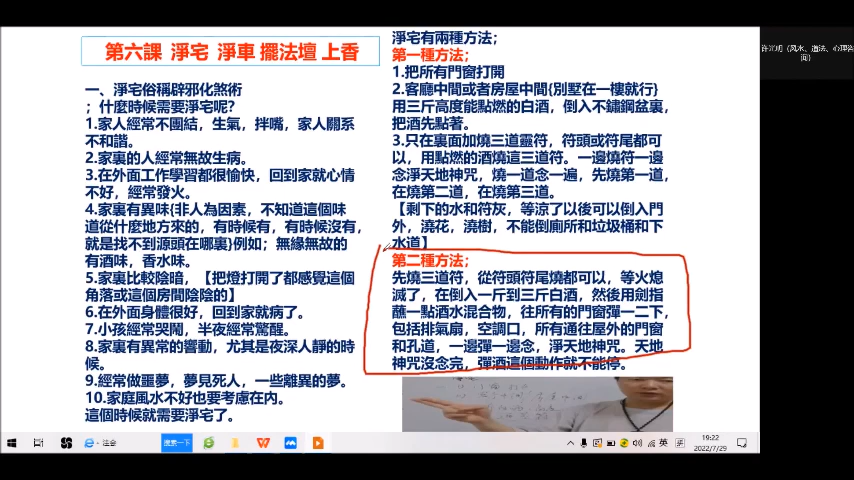 第六課 淨宅 淨車 擺法壇 上香
一、淨宅俗稱辟邪化煞術
；什麼時候需要淨宅呢?
1.家人經常不團結，生氣，拌嘴，家人關系
不和諧。
2.家裏的人經常無故生病。
3.在外面工作學習都很愉快，回到家就心情
不好，經常發火。
4.家裏有異味{非人為因素，不知道這個味
道從什麼地方來的，有時候有，有時候沒有，
就是找不到源頭在哪裏}例如；無緣無故的
有酒味，香水味。
5.家裏比較陰暗，【把燈打開了都感覺這個
角落或這個房間陰陰的】
6.在外面身體很好，回到家就病了。
7.小孩經常哭鬧，半夜經常驚醒。
8.家裏有異常的響動，尤其是夜深人靜的時
候。
9.經常做噩夢，夢見死人，一些離異的夢。
10.家庭風水不好也要考慮在內。
這個時候就需要淨宅了。
淨宅有兩種方法；
第一種方法；
1.把所有門窗打開
2.客廳中間或者房屋中間{別墅在一樓就行}
用三斤高度能點燃的白酒，倒入不鏽鋼盆裏，
把酒先點著。
3.只在裏面加燒三道靈符，符頭或符尾都可
以，用點燃的酒燒這三道符。一邊燒符一邊
念淨天地神咒，燒一道念一遍，先燒第一道，
在燒第二道，在燒第三道。
【剩下的水和符灰，等涼了以後可以倒入門
外，澆花，澆樹，不能倒廁所和垃圾桶和下
水道】
第二種方法；
先燒三道符，從符頭符尾燒都可以，等火熄
滅了，在倒入一斤到三斤白酒，然後用劍指
蘸一點酒水混合物，往所有的門窗彈一二下，
包括排氣扇，空調口，所有通往屋外的門窗
和孔道，一邊彈一邊念，淨天地神咒。天地
神咒沒念完，彈酒這個動作就不能停。
许光明（风水、道法、心理咨
询）
法会
搜索一下
英
19:22
2022/7/29